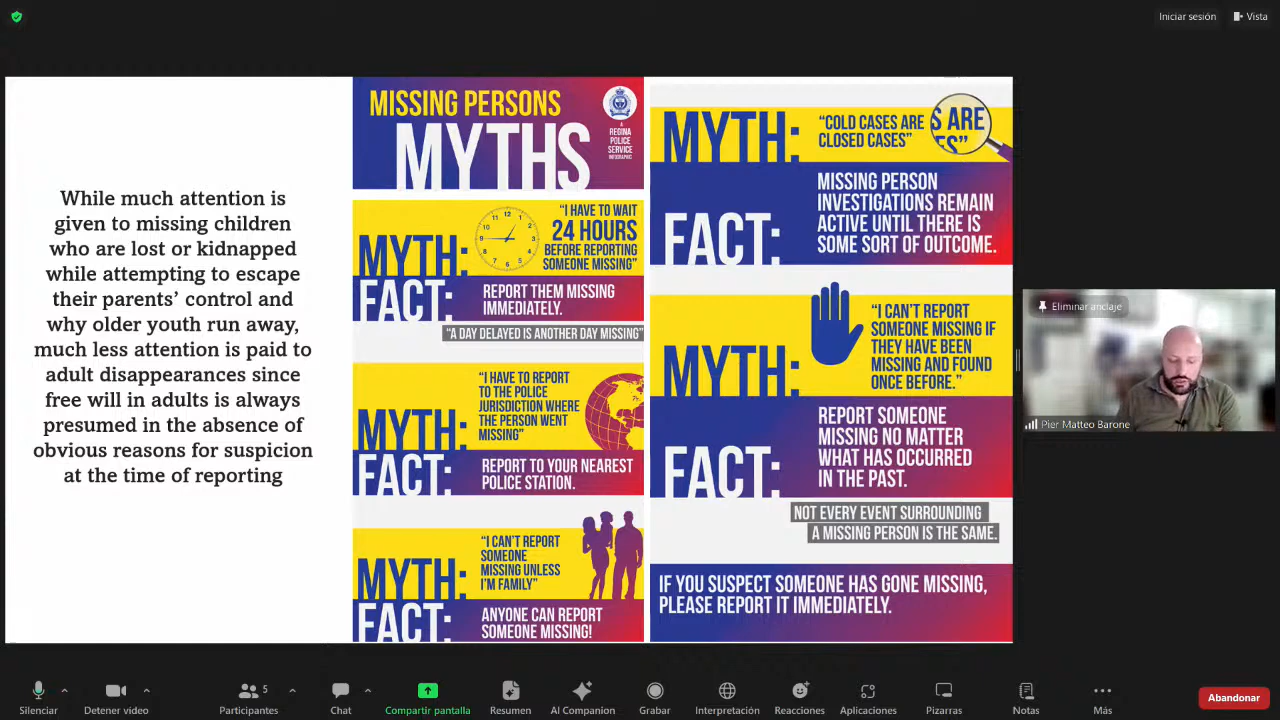 Iniciar sesión
Vista
While much attention is
given to missing children
who are lost or kidnapped
while attempting to escape
their parents’ control and
why older youth run away,
much less attention is paid to
adult disappearances since
free will in adults is always
presumed in the absence of
obvious reasons for suspicion
at the time of reporting
MISSING PERSONS
MYTHS
A
REGINA
POLICE
SERVICE
INFOGRAPHIC
MYTH:
“I HAVE TO WAIT
24 HOURS
BEFORE REPORTING
SOMEONE MISSING”
FACT:
REPORT THEM MISSING
IMMEDIATELY.
“A DAY DELAYED IS ANOTHER DAY MISSING”
MYTH:
“I HAVE TO REPORT
TO THE POLICE
JURISDICTION WHERE
THE PERSON WENT
MISSING”
FACT:
REPORT TO YOUR NEAREST
POLICE STATION.
MYTH:
“I CAN’T REPORT
SOMEONE
MISSING UNLESS
I’M FAMILY”
FACT:
ANYONE CAN REPORT
SOMEONE MISSING!
MYTH:
“COLD CASES ARE
CLOSED CASES”
S ARE
ES”
FACT:
MISSING PERSON
INVESTIGATIONS REMAIN
ACTIVE UNTIL THERE IS
SOME SORT OF OUTCOME.
MYTH:
“I CAN’T REPORT
SOMEONE MISSING IF
THEY HAVE BEEN
MISSING AND FOUND
ONCE BEFORE.”
FACT:
REPORT SOMEONE
MISSING NO MATTER
WHAT HAS OCCURRED
IN THE PAST.
NOT EVERY EVENT SURROUNDING
A MISSING PERSON IS THE SAME.
IF YOU SUSPECT SOMEONE HAS GONE MISSING,
PLEASE REPORT IT IMMEDIATELY.
Eliminar anclaje
Pier Matteo Barone
Silenciar
Detener video
5
Participantes
Chat
Compartir pantalla
Resumen
AI Companion
Grabar
Interpretación
Reacciones
Aplicaciones
Pizarras
Notas
Más
Abandonar